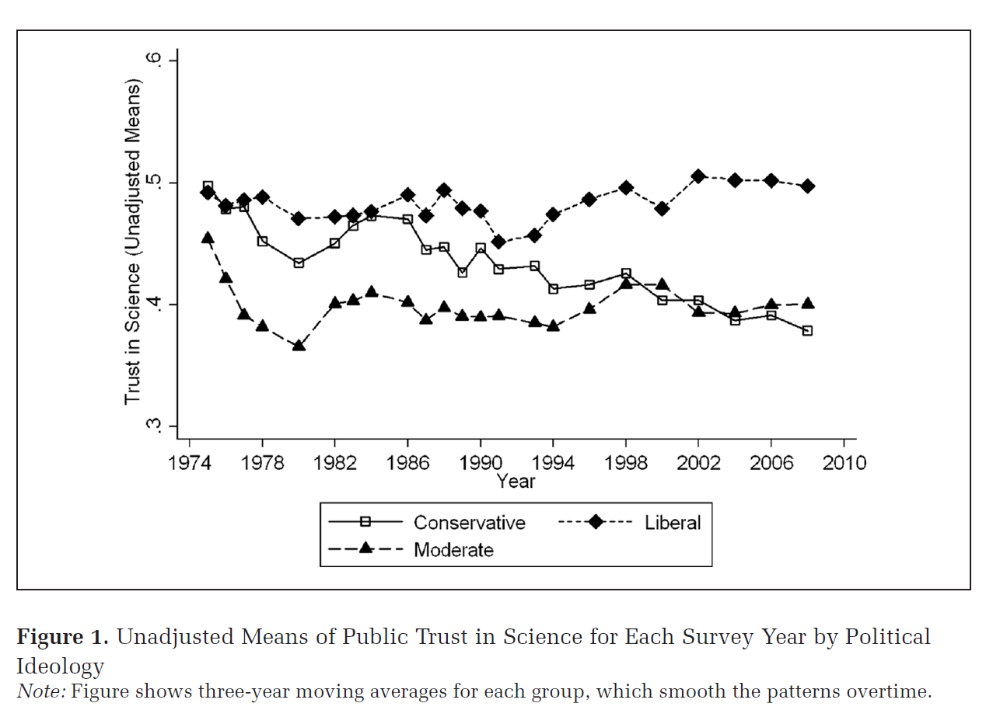 .6
.5
.4
.3
Trust in Science (Unadjusted Means)
1974 1978 1982 1986 1990 1994 1998 2002 2006 2010
Year
Conservative Liberal
Moderate
Figure 1. Unadjusted Means of Public Trust in Science for Each Survey Year by Political
Ideology
Note: Figure shows three-year moving averages for each group, which smooth the patterns overtime.